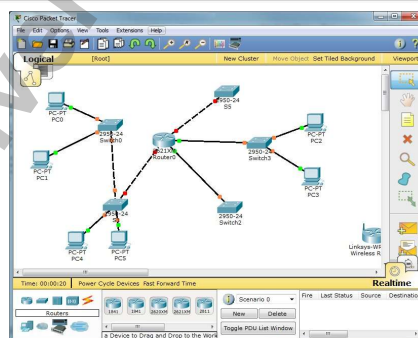 Cisco Packet Tracer
File Edit Options View Tools Extensions Help
Logical
[Root]
New Cluster
Move Object
Set Tiled Background
Viewport
2950-24
S5
PC-PT
PC0
2950-24
Switch0
2621XM
Router0
PC-PT
PC2
2950-24
Switch3
PC-PT
PC1
PC-PT
PC3
2950-24
2950-24
Switch2
PC-PT
PC4
PC-PT
PC5
Linksys-WR
Wireless R
Time: 00:00:20
Power Cycle Devices
Fast Forward Time
Realtime
Routers
1841
1941
2620XM
2621XM
2811
Scenario 0
New
Delete
Toggle PDU List Window
Fire
Last Status
Source
Destination
a Device to Drag and Drop to the Work